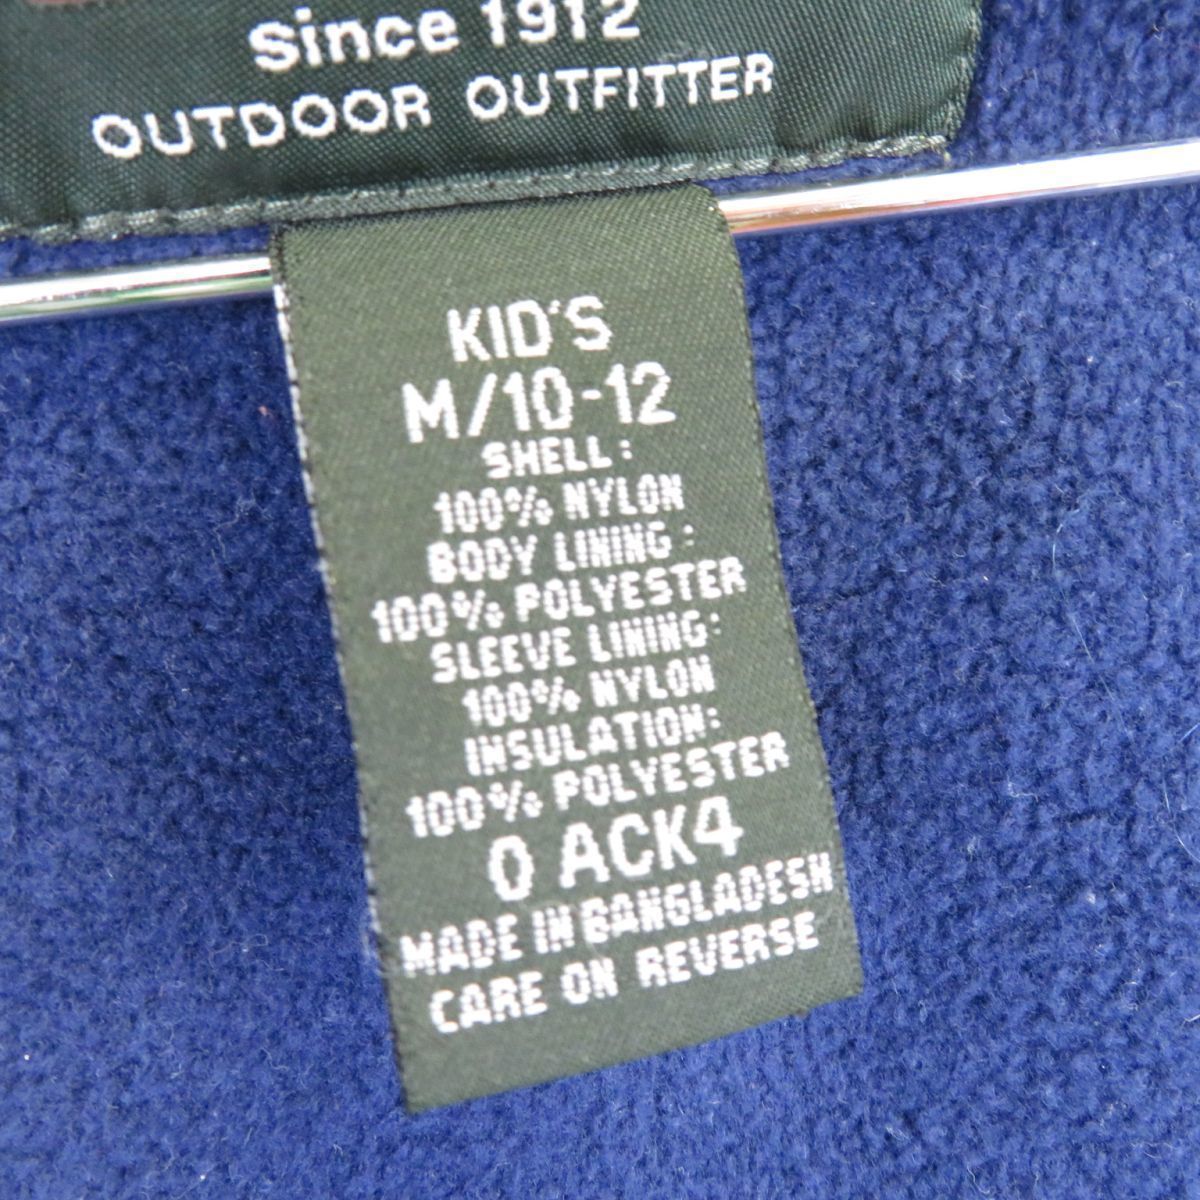 Since 1912
OUTDOOR OUTFITTER
KID'S
M/10-12
SHELL:
100% NYLON
BODY LINING:
100% POLYESTER
SLEEVE LINING:
100% NYLON
INSULATION:
100% POLYESTER
0 ACK4
MADE IN BANGLADESH
CARE ON REVERSE